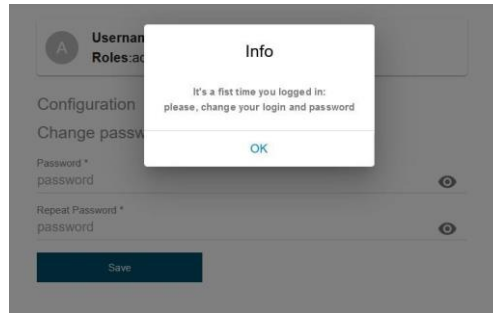 A
Usernan
Roles:ac
Info
It's a fist time you logged in:
please, change your login and password
OK
Configuration
Change passw
Password *
password
Repeat Password *
password
Save